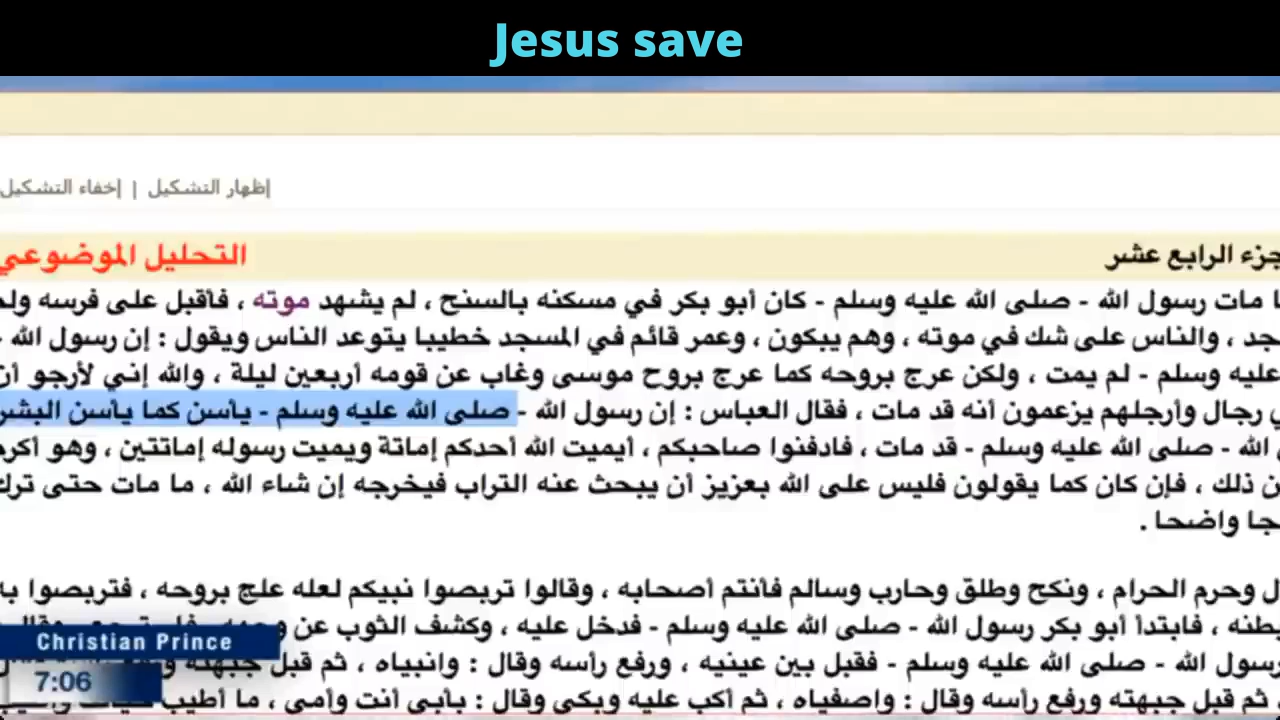 Jesus save
إظهار التشكيل | إخفاء التشكيل
جزء الرابع عشر
التحليل الموضوعي
مات رسول الله - صلى الله عليه وسلم - كان أبو بكر في مسكنه بالسنح ، لم يشهد موته ، فأقبل على فرسه ولم
، والناس على شك في موته ، وهم يبكون ، وعمر قائم في المسجد خطيبا يتوعد الناس ويقول : إن رسول الله -
عليه وسلم - لم يمت ، ولكن عرج بروحه كما عرج بروح موسى وغاب عن قومه أربعين ليلة ، والله إني لأرجو أن
رجال وأرجلهم يزعمون أنه قد مات ، فقال العباس : إن رسول الله - صلى الله عليه وسلم - يأسن كما يأسن البشر
الله - صلى الله عليه وسلم - قد مات ، فادفنوا صاحبكم ، أيميت الله أحدكم إماتة ويميت رسوله إماتتين ، وهو أكرم
ذلك ، فإن كان كما يقولون فليس على الله بعزيز أن يبحث عنه التراب فيخرجه إن شاء الله ، ما مات حتى ترك
واضحا .
وحرم الحرام ، ونكح وطلق وحارب وسالم فأنتم أصحابه ، وقالوا تربصوا نبيكم لعله علج بروحه ، فتربصوا به
، فابتدأ أبو بكر رسول الله - صلى الله عليه وسلم - فدخل عليه ، وكشف الثوب عن
رسول الله - صلى الله عليه وسلم - فقبل بين عينيه ، ورفع رأسه وقال : وانبياه ، ثم قبل جبهته
ثم قبل جبهته ورفع رأسه وقال : واصفياه ، ثم أكب عليه وبكى وقال : بأبي أنت وأمي ، ما أطيب
Christian Prince
7:06